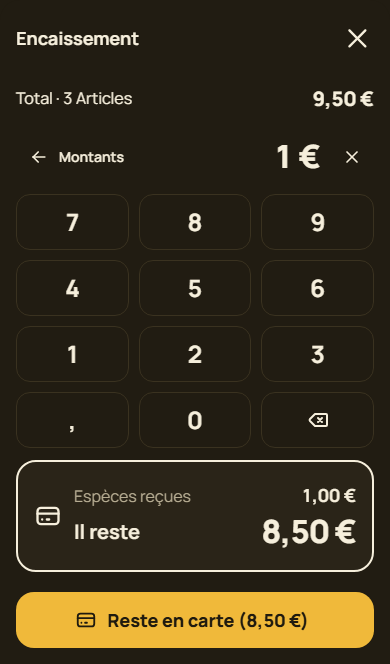 Encaissement
Total · 3 Articles 9,50 €
Montants 1 €
7 8 9
4 5 6
1 2 3
, 0
Espèces reçues 1,00 €
Il reste 8,50 €
Reste en carte (8,50 €)